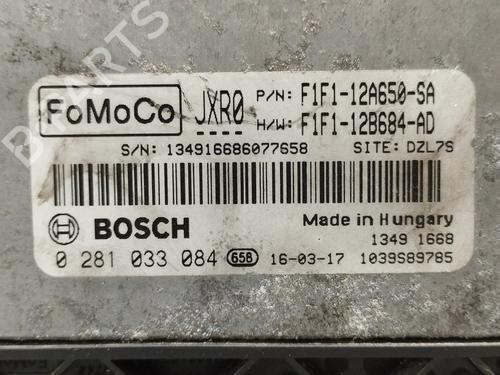 FoMoCo JXR0 P/N: F1F1-12A650-SA
H/W: F1F1-12B684-AD
S/N: 134916686077658 SITE: DZL7S
BOSCH Made in Hungary
1349 1668
0 281 033 084 658 16-03-17 1039S89785
B PARTS